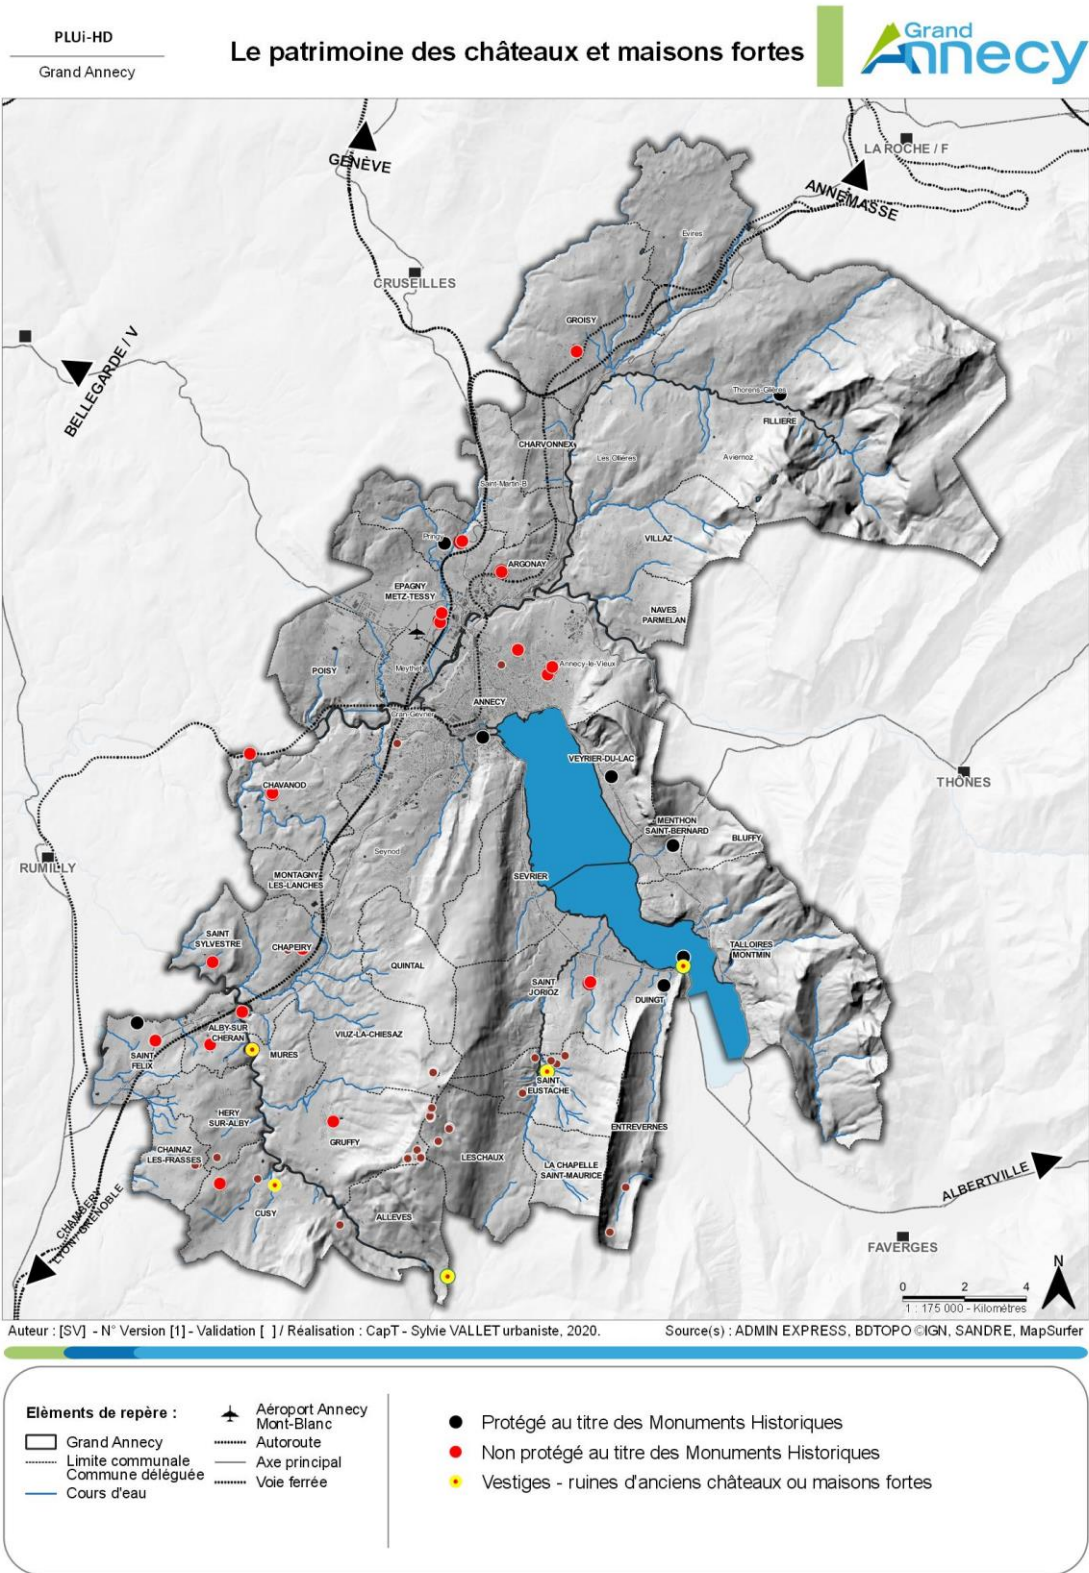 PLUi-HD
Grand Annecy
Le patrimoine des châteaux et maisons fortes
Grand
Annecy
GENÈVE
LA ROCHE / F
ANNEMASSE
CRUSEILLES
BELLEGARDE / V
Evires
GROISY
Thorens-Glières
FILLIERE
CHARVONNEX
Les Ollières
Aviernoz
Saint-Martin-B
Pringy
VILLAZ
ARGONAY
EPAGNY
METZ-TESSY
NAVES
PARMELAN
POISY
Meythet
Annecy-le-Vieux
ANNECY
Cran-Gevrier
VEYRIER-DU-LAC
CHAVANOD
THÔNES
MENTHON
SAINT-BERNARD
BLUFFY
Seynod
RUMILLY
MONTAGNY
LES-LANCHES
SEVRIER
SAINT
SYLVESTRE
CHAPEIRY
TALLOIRES
MONTMIN
QUINTAL
SAINT
JORIOZ
DUINGT
ALBY-SUR
CHERAN
VIUZ-LA-CHIESAZ
MURES
SAINT
FELIX
SAINT
EUSTACHE
HERY
SUR-ALBY
ENTREVERNES
GRUFFY
CHAINAZ
LES-FRASSES
LESCHAUX
LA CHAPELLE
SAINT-MAURICE
ALBERTVILLE
CUSY
ALLEVES
CHAMBERY
LYON / GRENOBLE
FAVERGES
N
0 2 4
1 : 175 000 - Kilomètres
Auteur : [SV] - N° Version [1] - Validation [ ] / Réalisation : CapT - Sylvie VALLET urbaniste, 2020.
Source(s) : ADMIN EXPRESS, BDTOPO ©IGN, SANDRE, MapSurfer
Elèments de repère :
Grand Annecy
Limite communale
Commune déléguée
Cours d'eau
Aéroport Annecy
Mont-Blanc
Autoroute
Axe principal
Voie ferrée
Protégé au titre des Monuments Historiques
Non protégé au titre des Monuments Historiques
Vestiges - ruines d'anciens châteaux ou maisons fortes